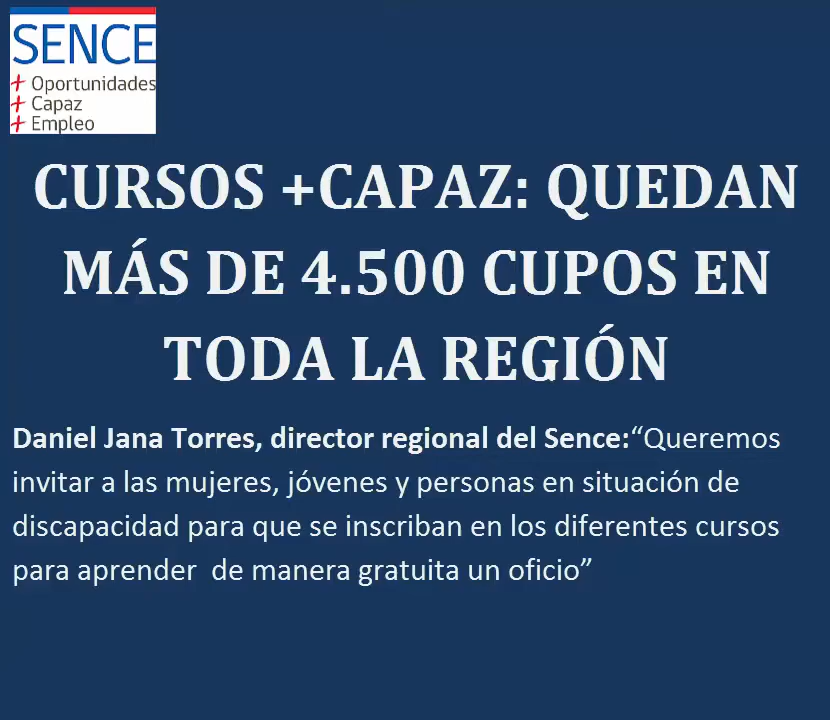 SENCE
+ Oportunidades
+ Capaz
+ Empleo
CURSOS +CAPAZ: QUEDAN
MÁS DE 4.500 CUPOS EN
TODA LA REGIÓN
Daniel Jana Torres, director regional del Sence:“Queremos
invitar a las mujeres, jóvenes y personas en situación de
discapacidad para que se inscriban en los diferentes cursos
para aprender  de manera gratuita un oficio”